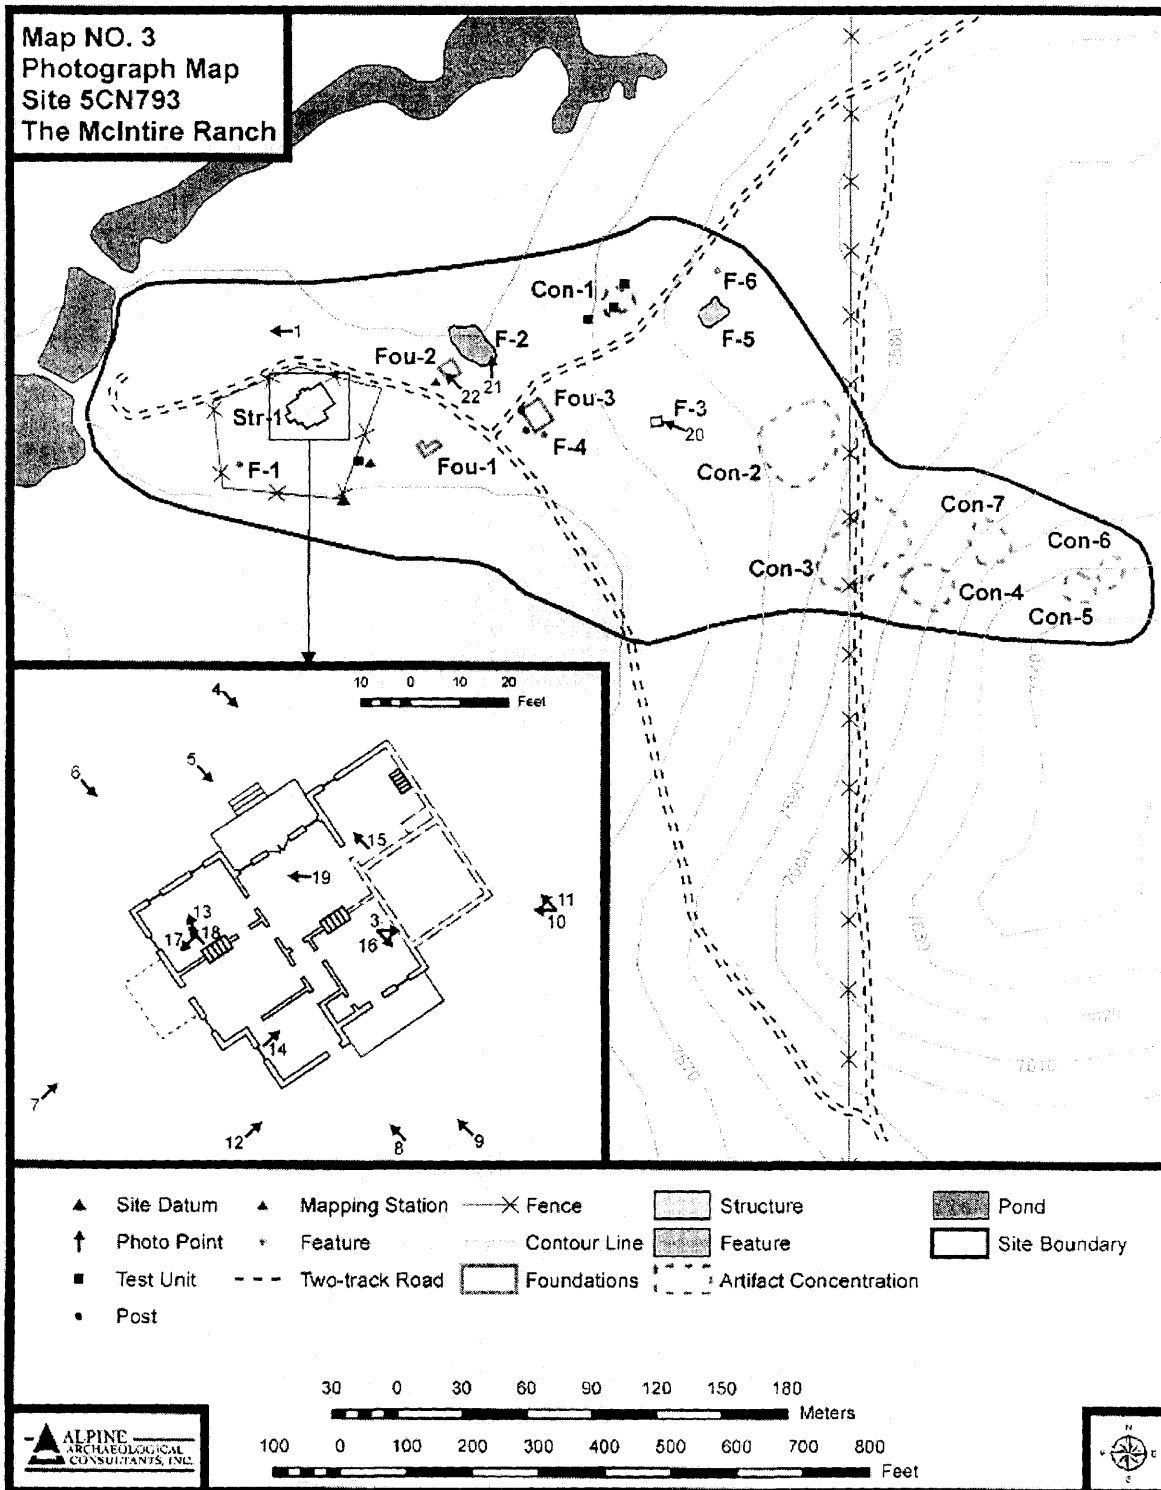 Map NO. 3
Photograph Map
Site 5CN793
The McIntire Ranch
Con-1
F-6
F-5
1
F-2
Fou-2
21
22
Str-1
Fou-3
F-3
20
F-4
F-1
Fou-1
Con-2
Con-7
Con-6
Con-3
Con-4
Con-5
10 0 10 20
Feet
4
5
6
15
19
11
10
13
17
18
3
16
14
7
12
8
9
7570
7590
7600
7610
Site Datum
Mapping Station
Fence
Structure
Pond
Photo Point
Feature
Contour Line
Feature
Site Boundary
Test Unit
Two-track Road
Foundations
Artifact Concentration
Post
30 0 30 60 90 120 150 180
Meters
100 0 100 200 300 400 500 600 700 800
Feet
ALPINE
ARCHAEOLOGICAL
CONSULTANTS, INC.
N
E
S